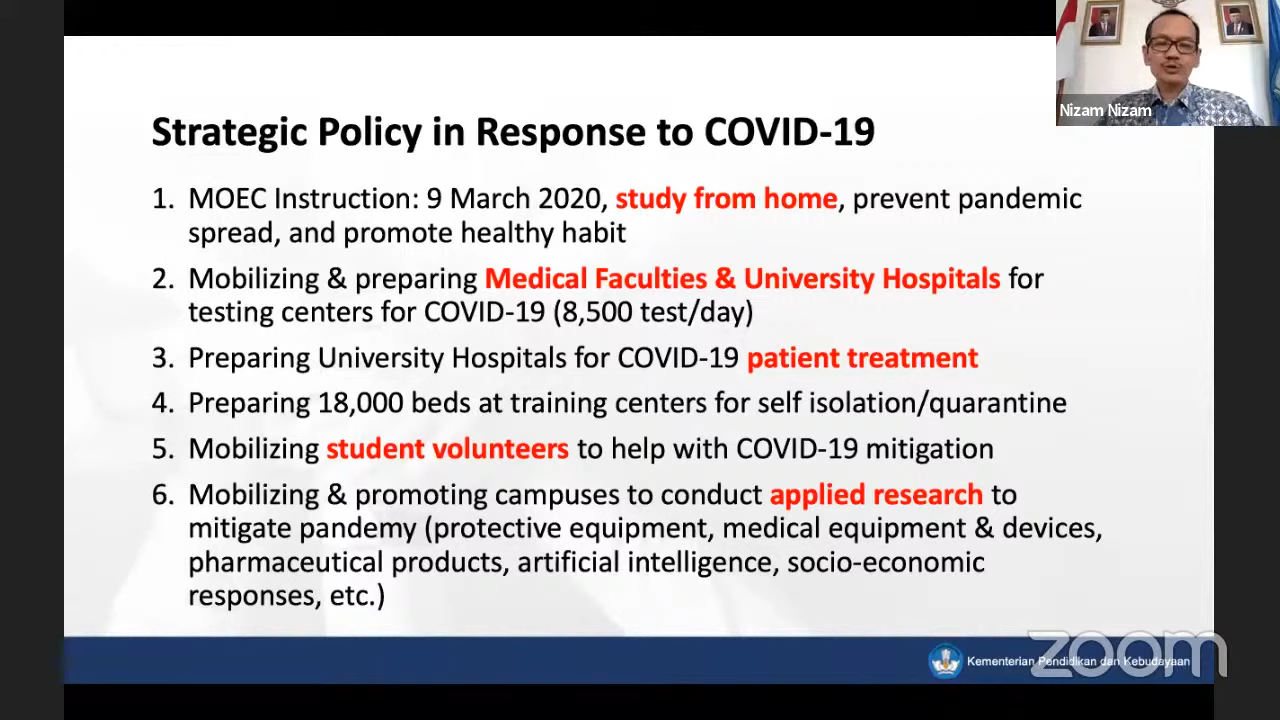 Nizam Nizam
Strategic Policy in Response to COVID-19
1. MOEC Instruction: 9 March 2020, study from home, prevent pandemic
spread, and promote healthy habit
2. Mobilizing & preparing Medical Faculties & University Hospitals for
testing centers for COVID-19 (8,500 test/day)
3. Preparing University Hospitals for COVID-19 patient treatment
4. Preparing 18,000 beds at training centers for self isolation/quarantine
5. Mobilizing student volunteers to help with COVID-19 mitigation
6. Mobilizing & promoting campuses to conduct applied research to
mitigate pandemy (protective equipment, medical equipment & devices,
pharmaceutical products, artificial intelligence, socio-economic
responses, etc.)
Kementerian Pendidikan dan Kebudayaan
zoom